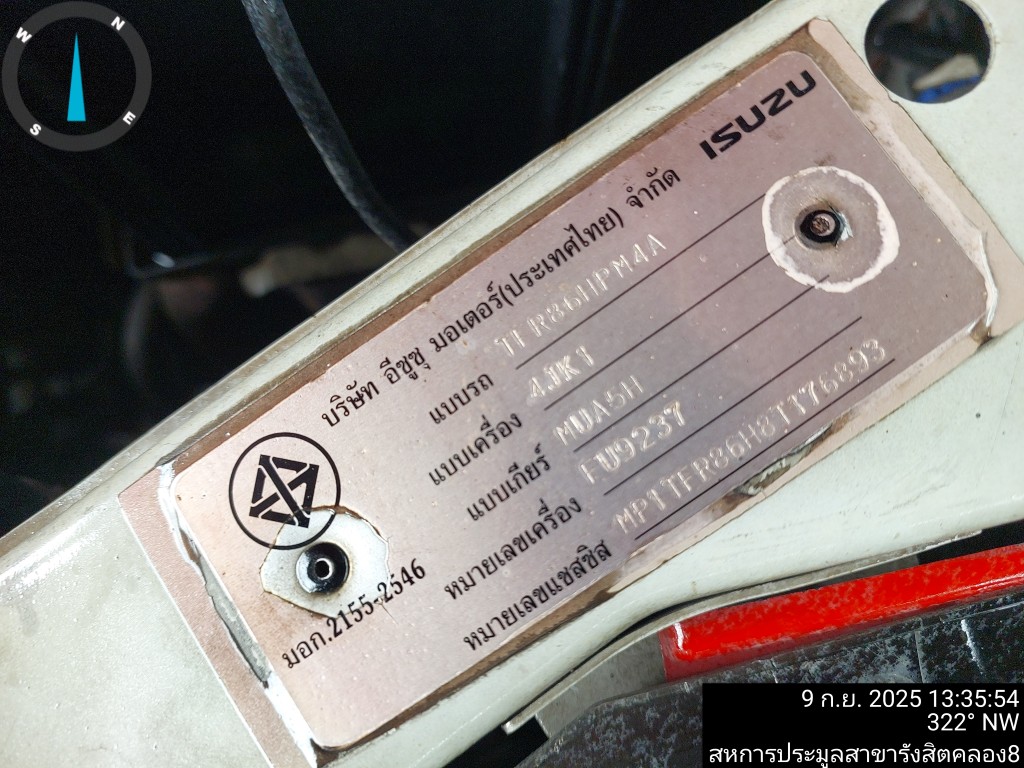 N
W
E
S
ISUZU
บริษัท อีซูซุ มอเตอร์(ประเทศไทย) จำกัด
แบบรถ TFR86HPM4A
แบบเครื่อง 4JK1
แบบเกียร์ MUA5H
หมายเลขเครื่อง FU9237
หมายเลขแชสซิส MP1TFR86H8T176893
มอก.2155-2546
9 ก.ย. 2025 13:35:54
322° NW
สหการประมูลสาขารังสิตคลอง8